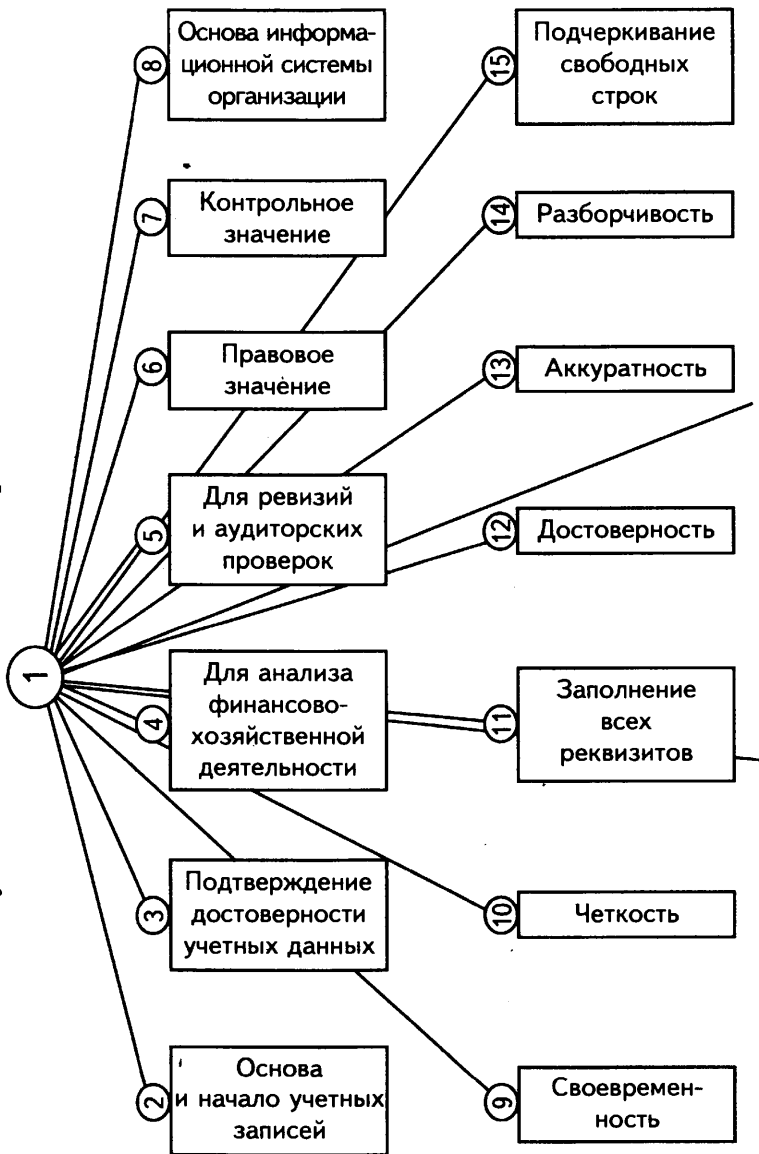 1
8
Основа информа-
ционной системы
организации
7
Контрольное
значение
6
Правовое
значение
5
Для ревизий
и аудиторских
проверок
4
Для анализа
финансово-
хозяйственной
деятельности
3
Подтверждение
достоверности
учетных данных
2
Основа
и начало учетных
записей
15
Подчеркивание
свободных
строк
14
Разборчивость
13
Аккуратность
12
Достоверность
11
Заполнение
всех
реквизитов
10
Четкость
9
Своевремен-
ность